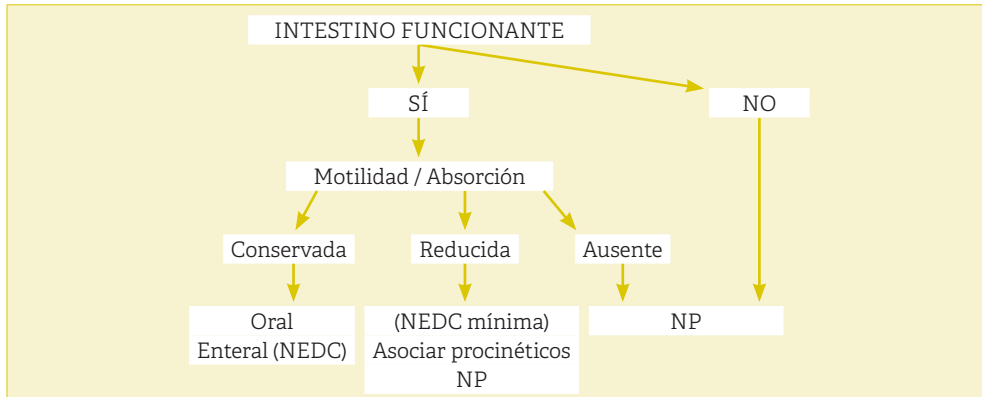 INTESTINO FUNCIONANTE
SÍ
NO
Motilidad / Absorción
Conservada
Reducida
Ausente
Oral
Enteral (NEDC)
(NEDC mínima)
Asociar procinéticos
NP
NP